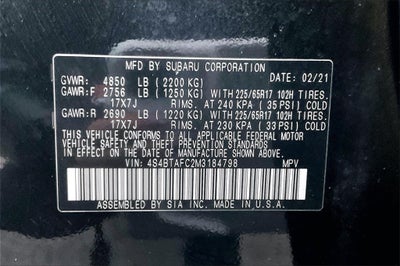 MFD BY SUBARU CORPORATION 02/21
GVWR: 4850 LB (2200 KG)
GAWR:F 2756 LB (1250 KG) WITH 225/65R17 102H TIRES.
17X7J RIMS. AT 240 KPA (35 PSI) COLD
GAWR:R 2690 LB (1220 KG) WITH 225/65R17 102H TIRES.
17X7J RIMS. AT 230 KPA (33 PSI) COLD
THIS VEHICLE CONFORMS TO ALL APPLICABLE FEDERAL MOTOR
VEHICLE SAFETY STANDARDS IN EFFECT ON THE DATE OF
MANUFACTURE SHOWN ABOVE.
VIN: 4S4BTAFC2M3184798 MPV
ASSEMBLED BY SIA INC. MADE IN U.S.A.